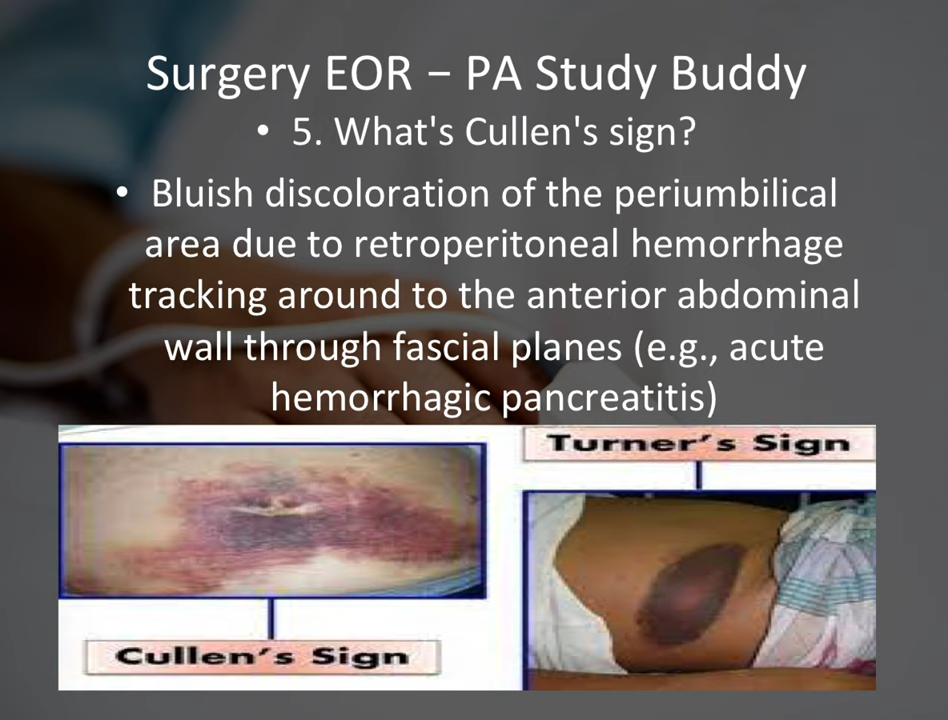 Surgery EOR – PA Study Buddy
• 5. What's Cullen's sign?
• Bluish discoloration of the periumbilical
area due to retroperitoneal hemorrhage
tracking around to the anterior abdominal
wall through fascial planes (e.g., acute
hemorrhagic pancreatitis)
Turner's Sign
Cullen's Sign